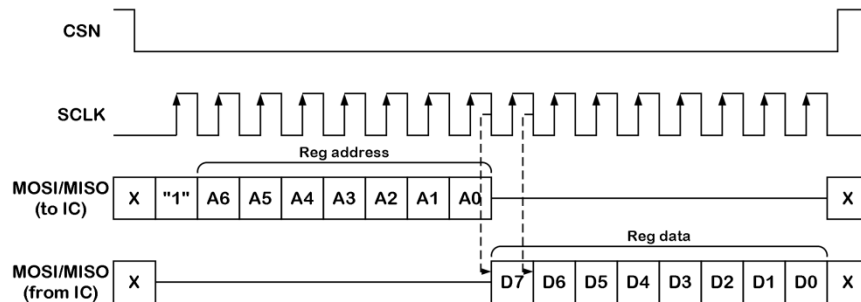 CSN
SCLK
Reg address
MOSI/MISO
(to IC)
X "1" A6 A5 A4 A3 A2 A1 A0 X
Reg data
MOSI/MISO
(from IC)
X D7 D6 D5 D4 D3 D2 D1 D0 X